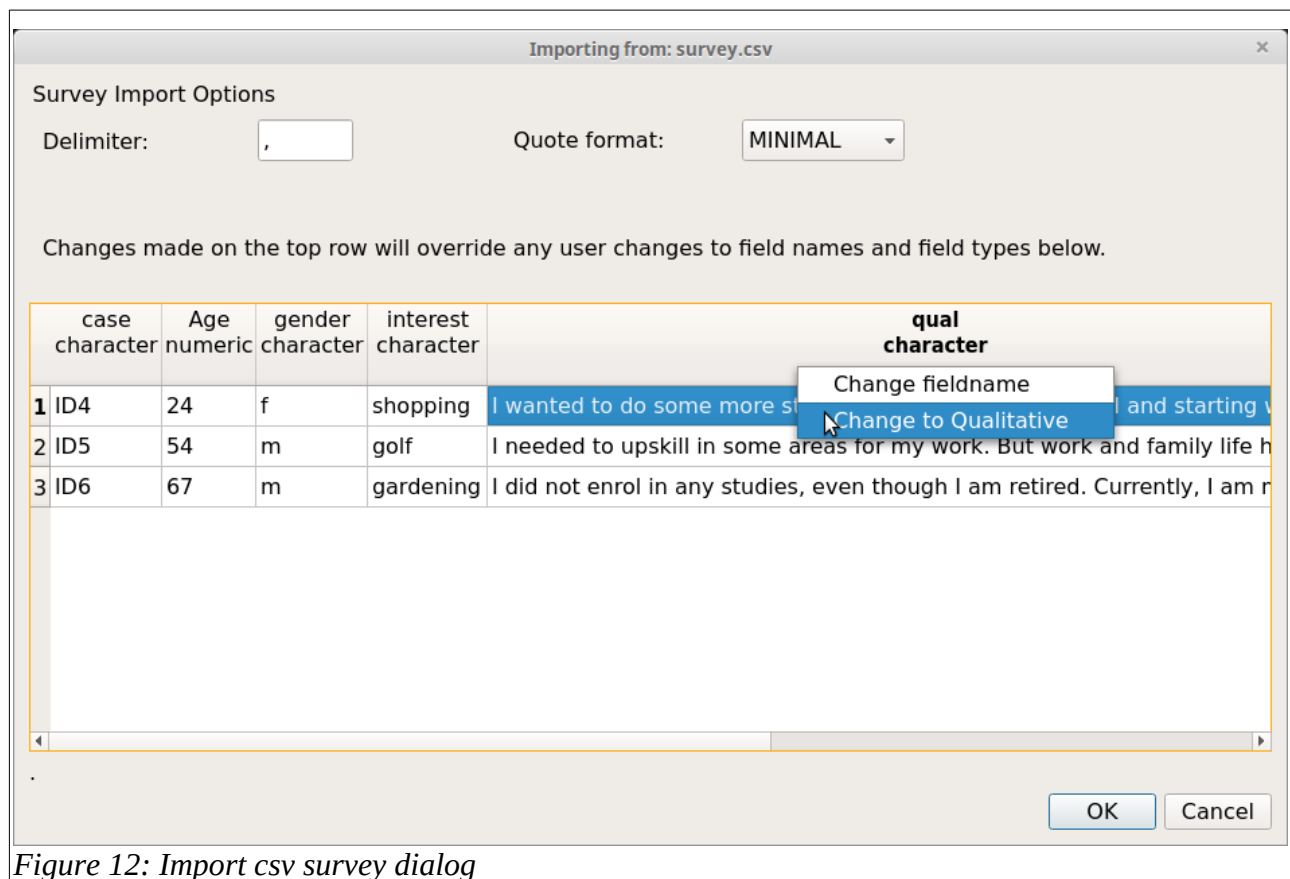 Importing from: survey.csv ×
Survey Import Options
Delimiter: , Quote format: MINIMAL
Changes made on the top row will override any user changes to field names and field types below.
case Age gender interest qual
character numeric character character character
Change fieldname
Change to Qualitative
1 ID4 24 f shopping I wanted to do some more and starting
2 ID5 54 m golf I needed to upskill in some areas for my work. But work and family life
3 ID6 67 m gardening I did not enrol in any studies, even though I am retired. Currently, I am
.
OK Cancel
Figure 12: Import csv survey dialog